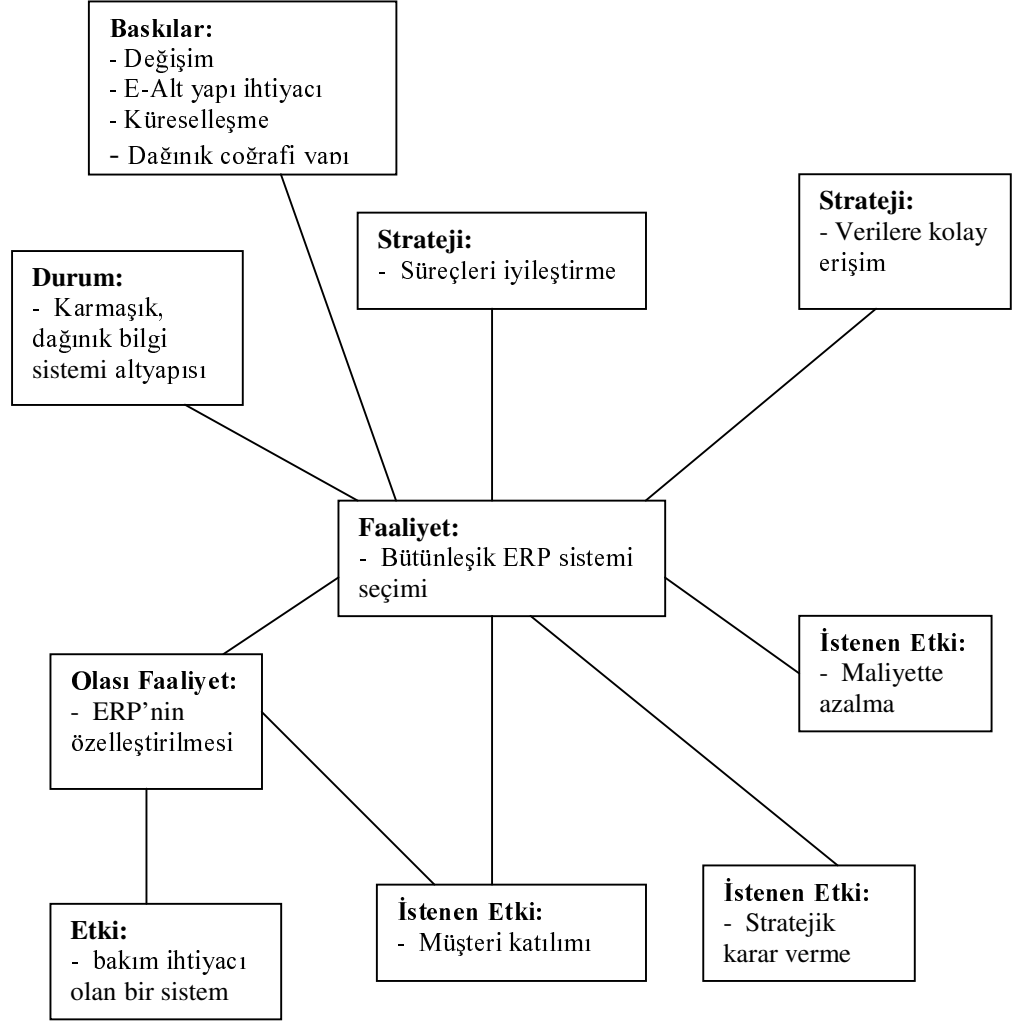 Baskılar:
- Değişim
- E-Alt yapı ihtiyacı
- Küreselleşme
- Dağınık coğrafi yapı
Strateji:
- Süreçleri iyileştirme
Strateji:
- Verilere kolay
erişim
Durum:
- Karmaşık,
dağınık bilgi
sistemi altyapısı
Faaliyet:
- Bütünleşik ERP sistemi
seçimi
İstenen Etki:
- Maliyette
azalma
Olası Faaliyet:
- ERP’nin
özelleştirilmesi
İstenen Etki:
- Stratejik
karar verme
İstenen Etki:
- Müşteri katılımı
Etki:
- bakım ihtiyacı
olan bir sistem